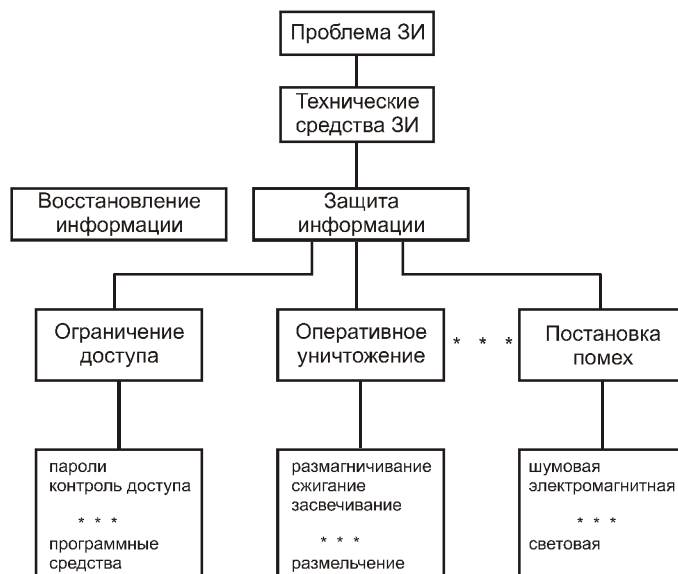 Проблема ЗИ
Технические
средства ЗИ
Восстановление
информации
Защита
информации
Ограничение
доступа
Оперативное
уничтожение
* * *
Постановка
помех
пароли
контроль доступа
* * *
программные
средства
размагничивание
сжигание
засвечивание
* * *
размельчение
шумовая
электромагнитная
* * *
световая